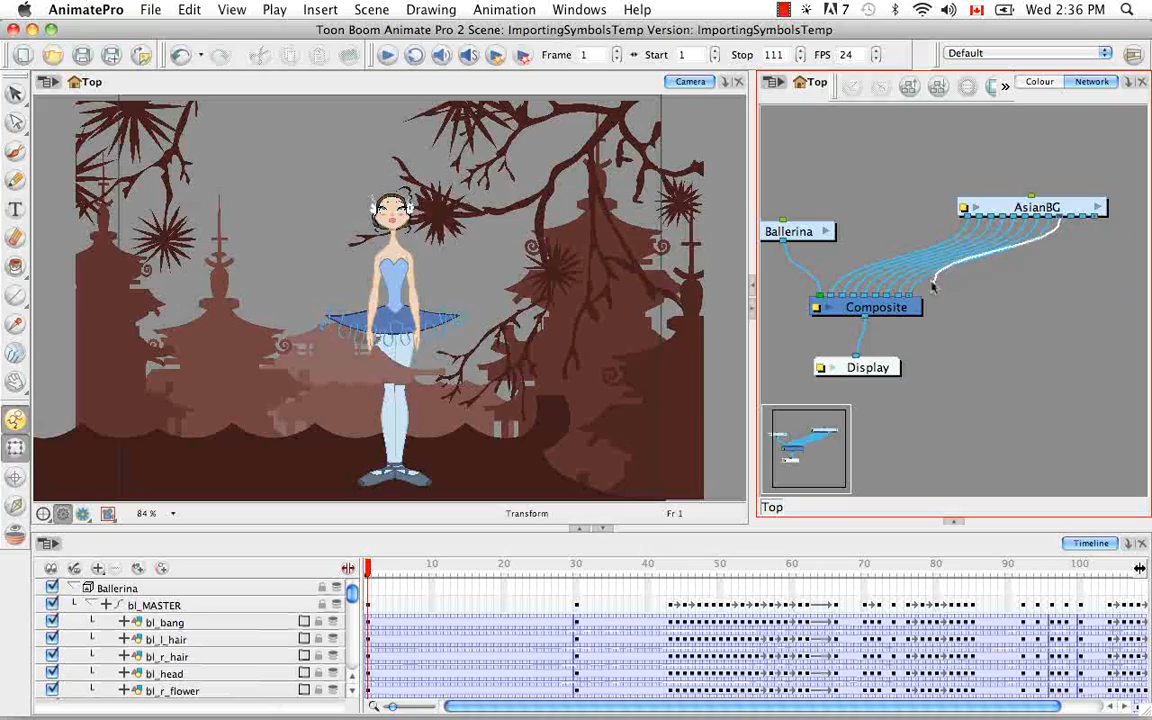 AnimatePro File Edit View Play Insert Scene Drawing Animation Windows Help 7 Wed 2:36 PM
Toon Boom Animate Pro 2 Scene: ImportingSymbolsTemp Version: ImportingSymbolsTemp
Frame 1 Start 1 Stop 111 FPS 24 Default
Top Camera Top Colour Network
AsianBG
Ballerina
Composite
Display
Top
84 % Transform Fr 1
Timeline
10 20 30 40 50 60 70 80 90 100
Ballerina
bl_MASTER
bl_bang
bl_l_hair
bl_r_hair
bl_head
bl_r_flower